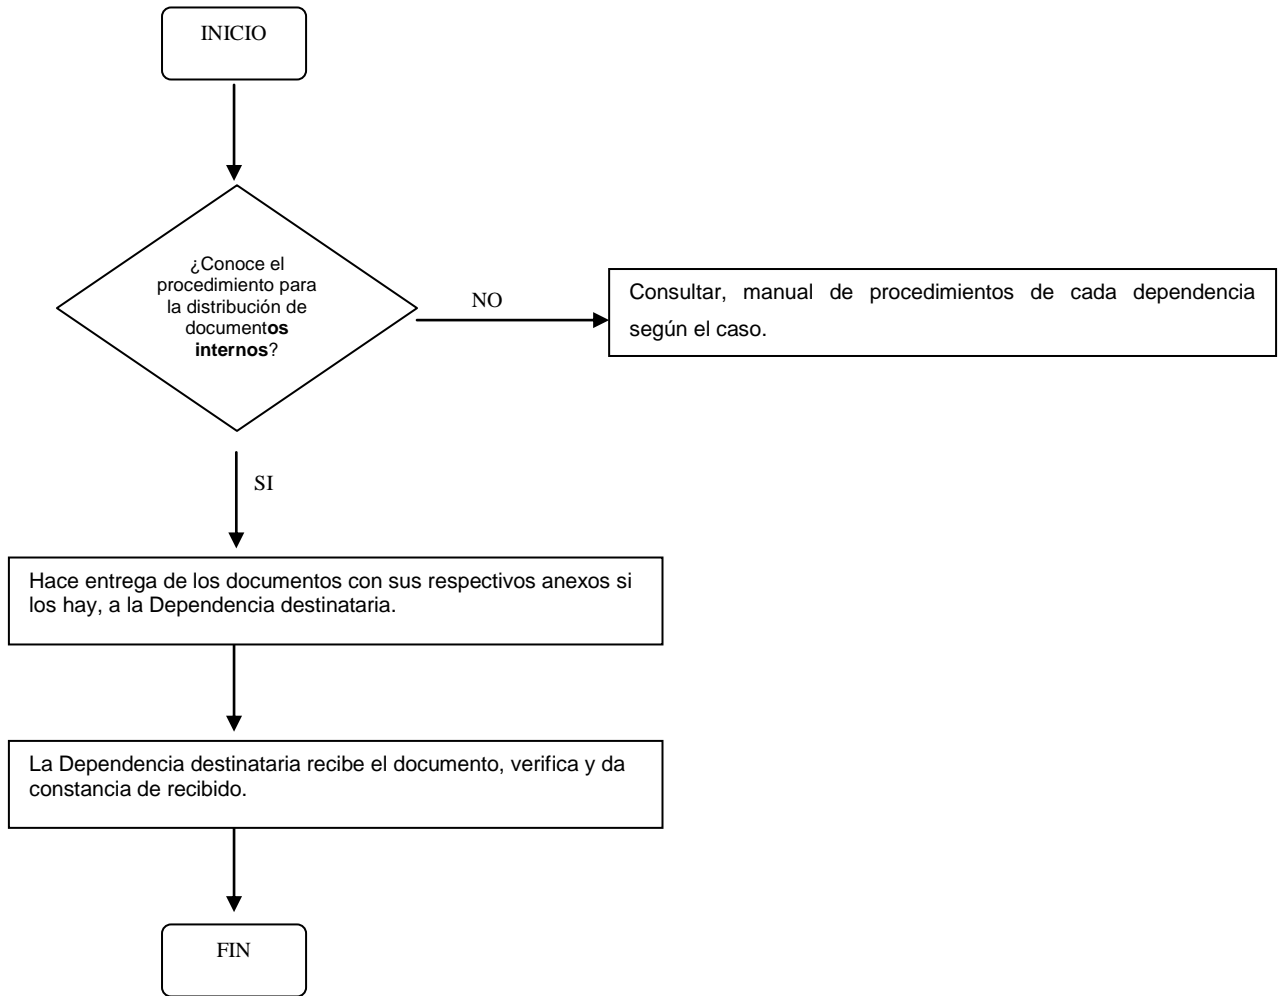 INICIO
¿Conoce el
procedimiento para
la distribución de
documentos
internos?
NO
Consultar, manual de procedimientos de cada dependencia
según el caso.
SI
Hace entrega de los documentos con sus respectivos anexos si
los hay, a la Dependencia destinataria.
La Dependencia destinataria recibe el documento, verifica y da
constancia de recibido.
FIN